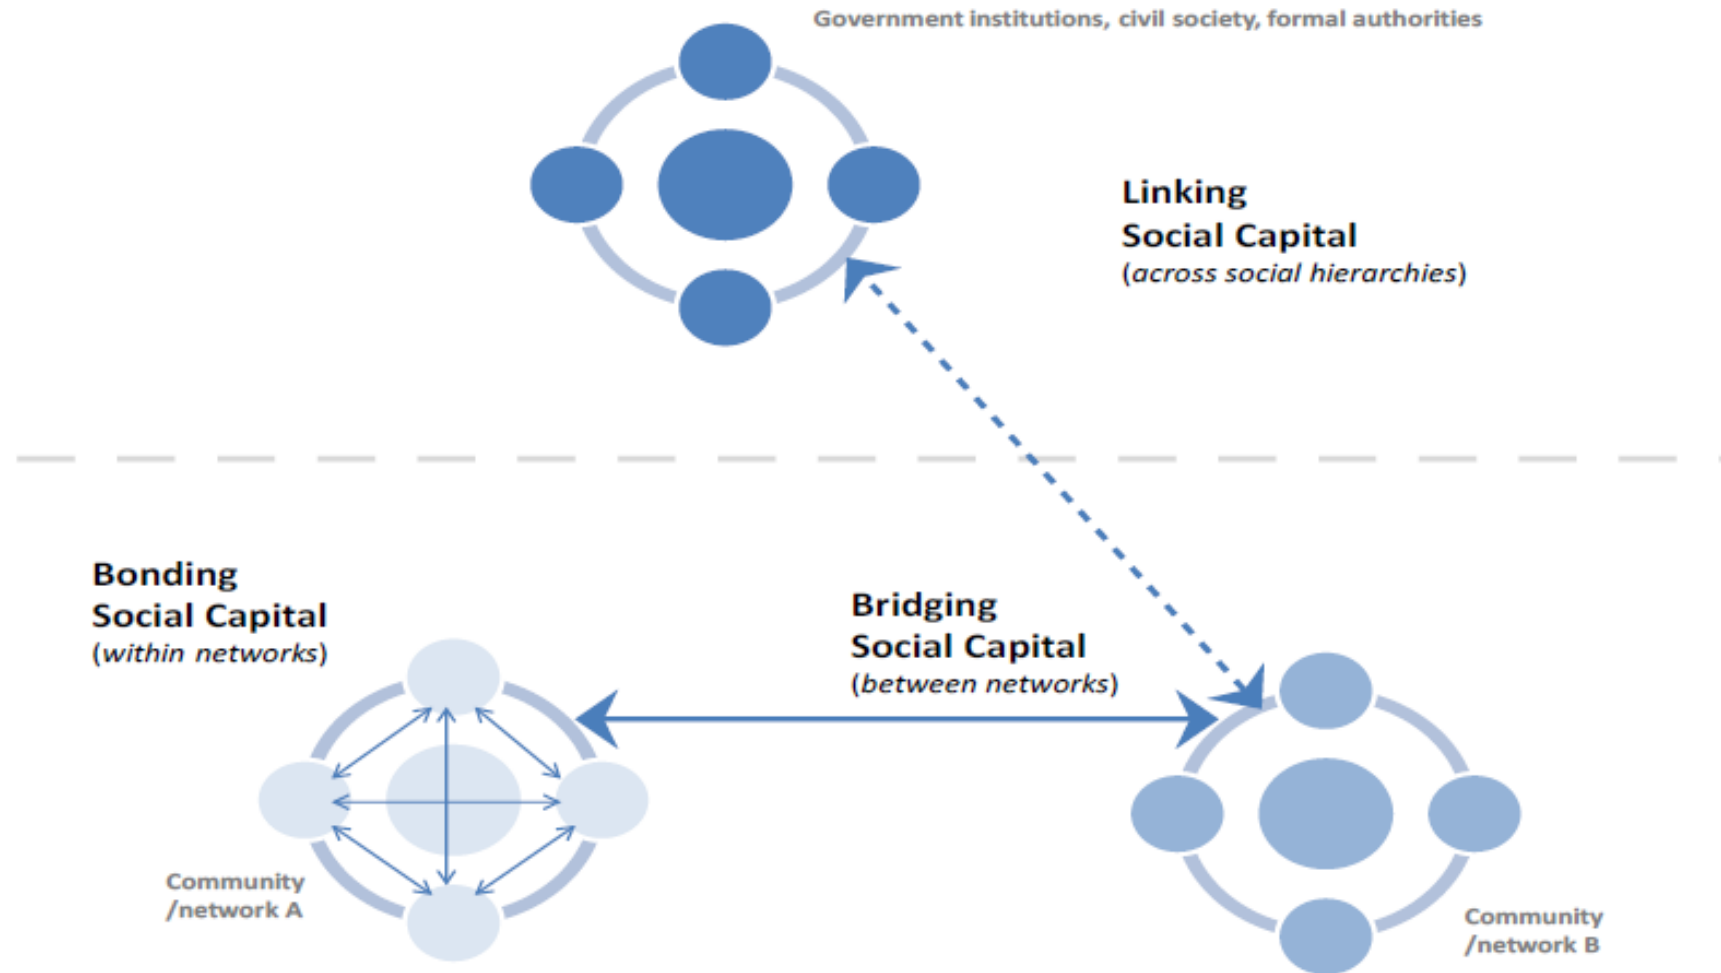 Government institutions, civil society, formal authorities
Linking
Social Capital
(across social hierarchies)
Bonding
Social Capital
(within networks)
Bridging
Social Capital
(between networks)
Community
/network A
Community
/network B